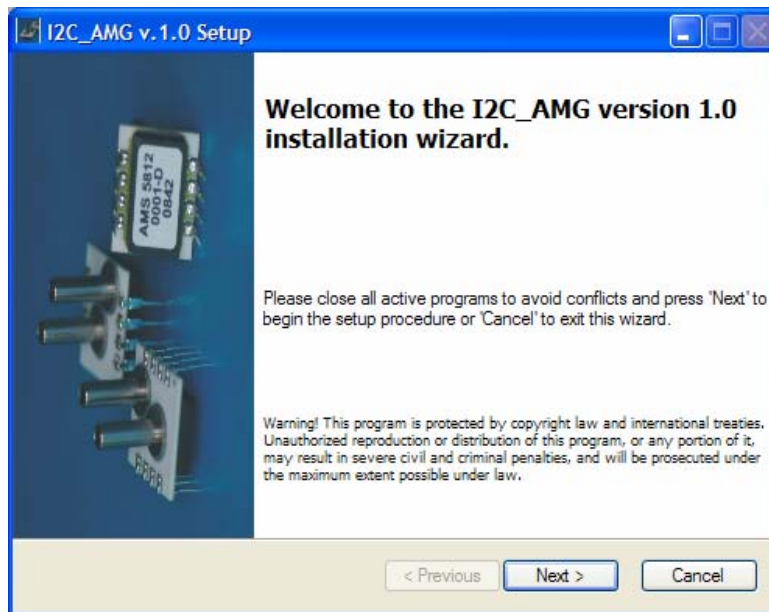 I2C_AMG v.1.0 Setup
AMS 5812
0001-D
0842
Welcome to the I2C_AMG version 1.0
installation wizard.
Please close all active programs to avoid conflicts and press 'Next' to
begin the setup procedure or 'Cancel' to exit this wizard.
Warning! This program is protected by copyright law and international treaties.
Unauthorized reproduction or distribution of this program, or any portion of it,
may result in severe civil and criminal penalties, and will be prosecuted under
the maximum extent possible under law.
< Previous
Next >
Cancel